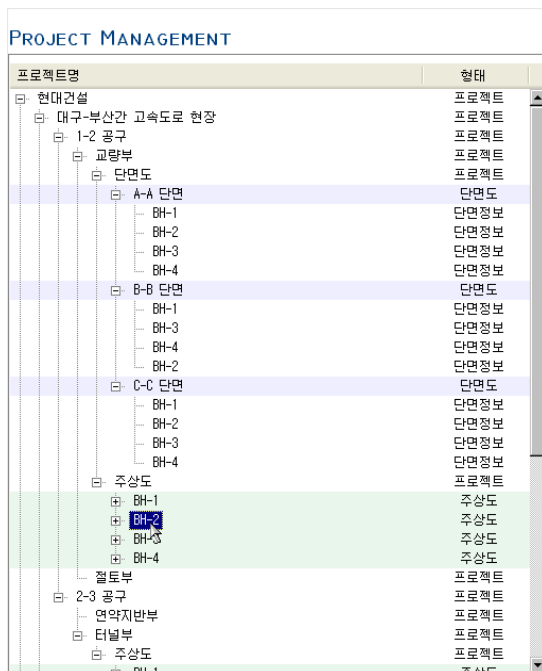 PROJECT MANAGEMENT
프로젝트명 형태
현대건설 프로젝트
대구-부산간 고속도로 현장 프로젝트
1-2 공구 프로젝트
교량부 프로젝트
단면도 프로젝트
A-A 단면 단면도
BH-1 단면정보
BH-2 단면정보
BH-3 단면정보
BH-4 단면정보
B-B 단면 단면도
BH-1 단면정보
BH-3 단면정보
BH-4 단면정보
BH-2 단면정보
C-C 단면 단면도
BH-1 단면정보
BH-2 단면정보
BH-3 단면정보
BH-4 단면정보
주상도 프로젝트
BH-1 주상도
BH-2 주상도
BH-3 주상도
BH-4 주상도
절토부 프로젝트
2-3 공구 프로젝트
연약지반부 프로젝트
터널부 프로젝트
주상도 프로젝트
BH-1 주상도